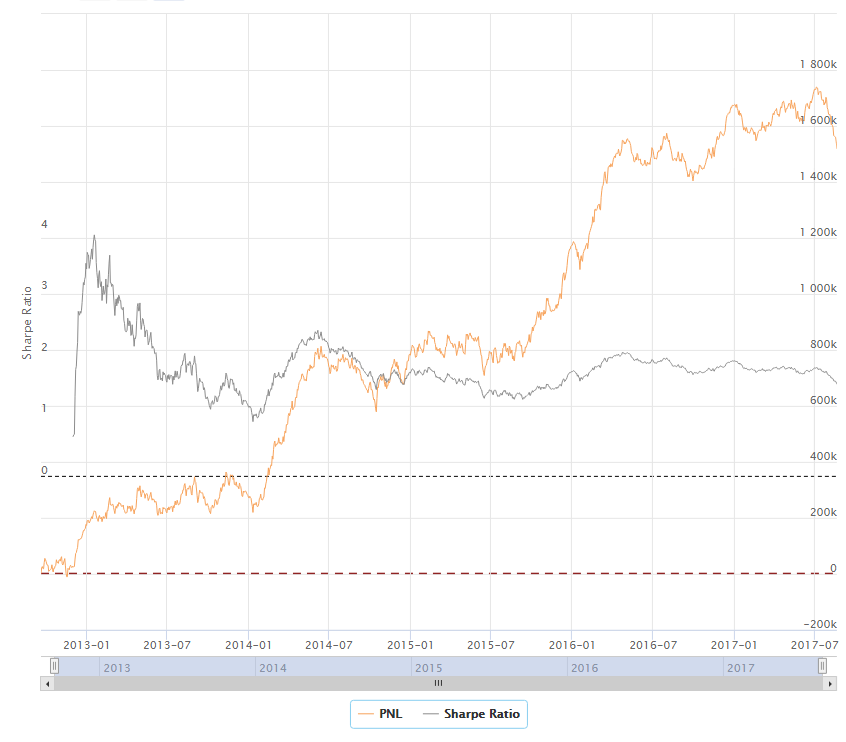 1 800k
1 600k
1 400k
1 200k
1 000k
800k
600k
400k
200k
0
-200k
4
3
2
1
0
Sharpe Ratio
2013-01 2013-07 2014-01 2014-07 2015-01 2015-07 2016-01 2016-07 2017-01 2017-07
2013 2014 2015 2016 2017
PNL Sharpe Ratio